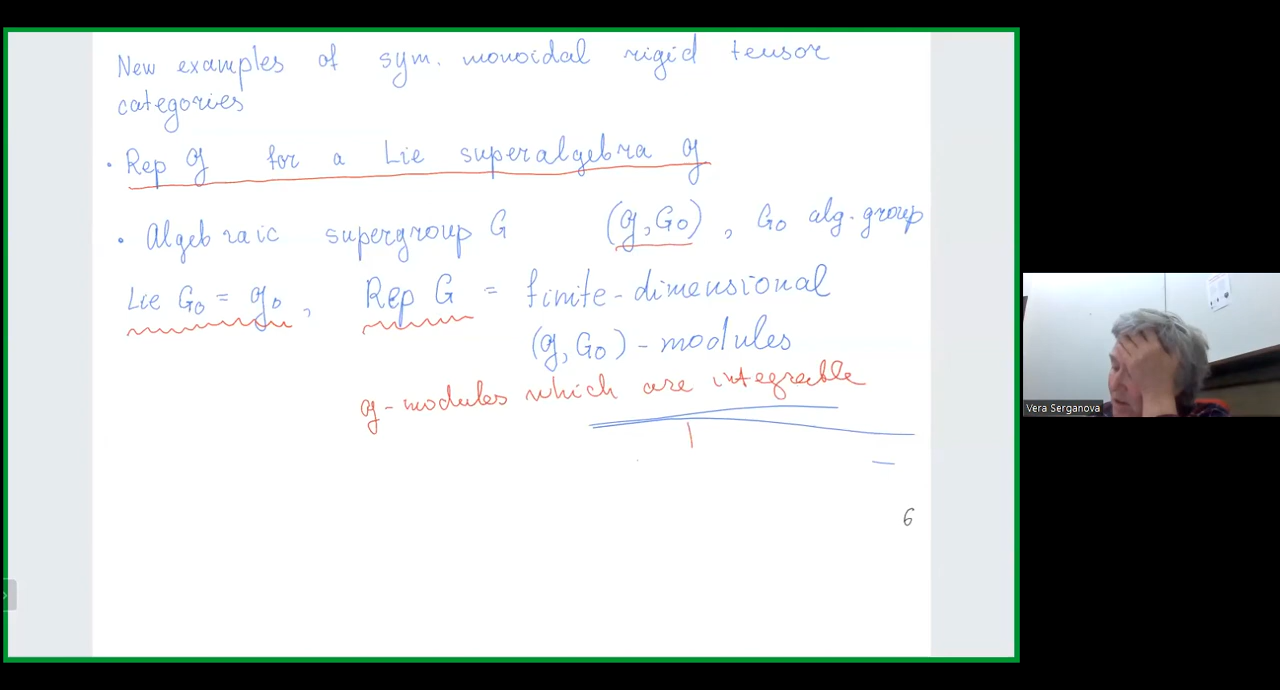 New examples of sym. monoidal rigid tensor
categories
• Rep g for a Lie superalgebra g
• Algebraic supergroup G (g, G₀), G₀ alg. group
Lie G₀ = g₀, Rep G = finite-dimensional
(g, G₀) - modules
g-modules which are integrable
6
Vera Serganova